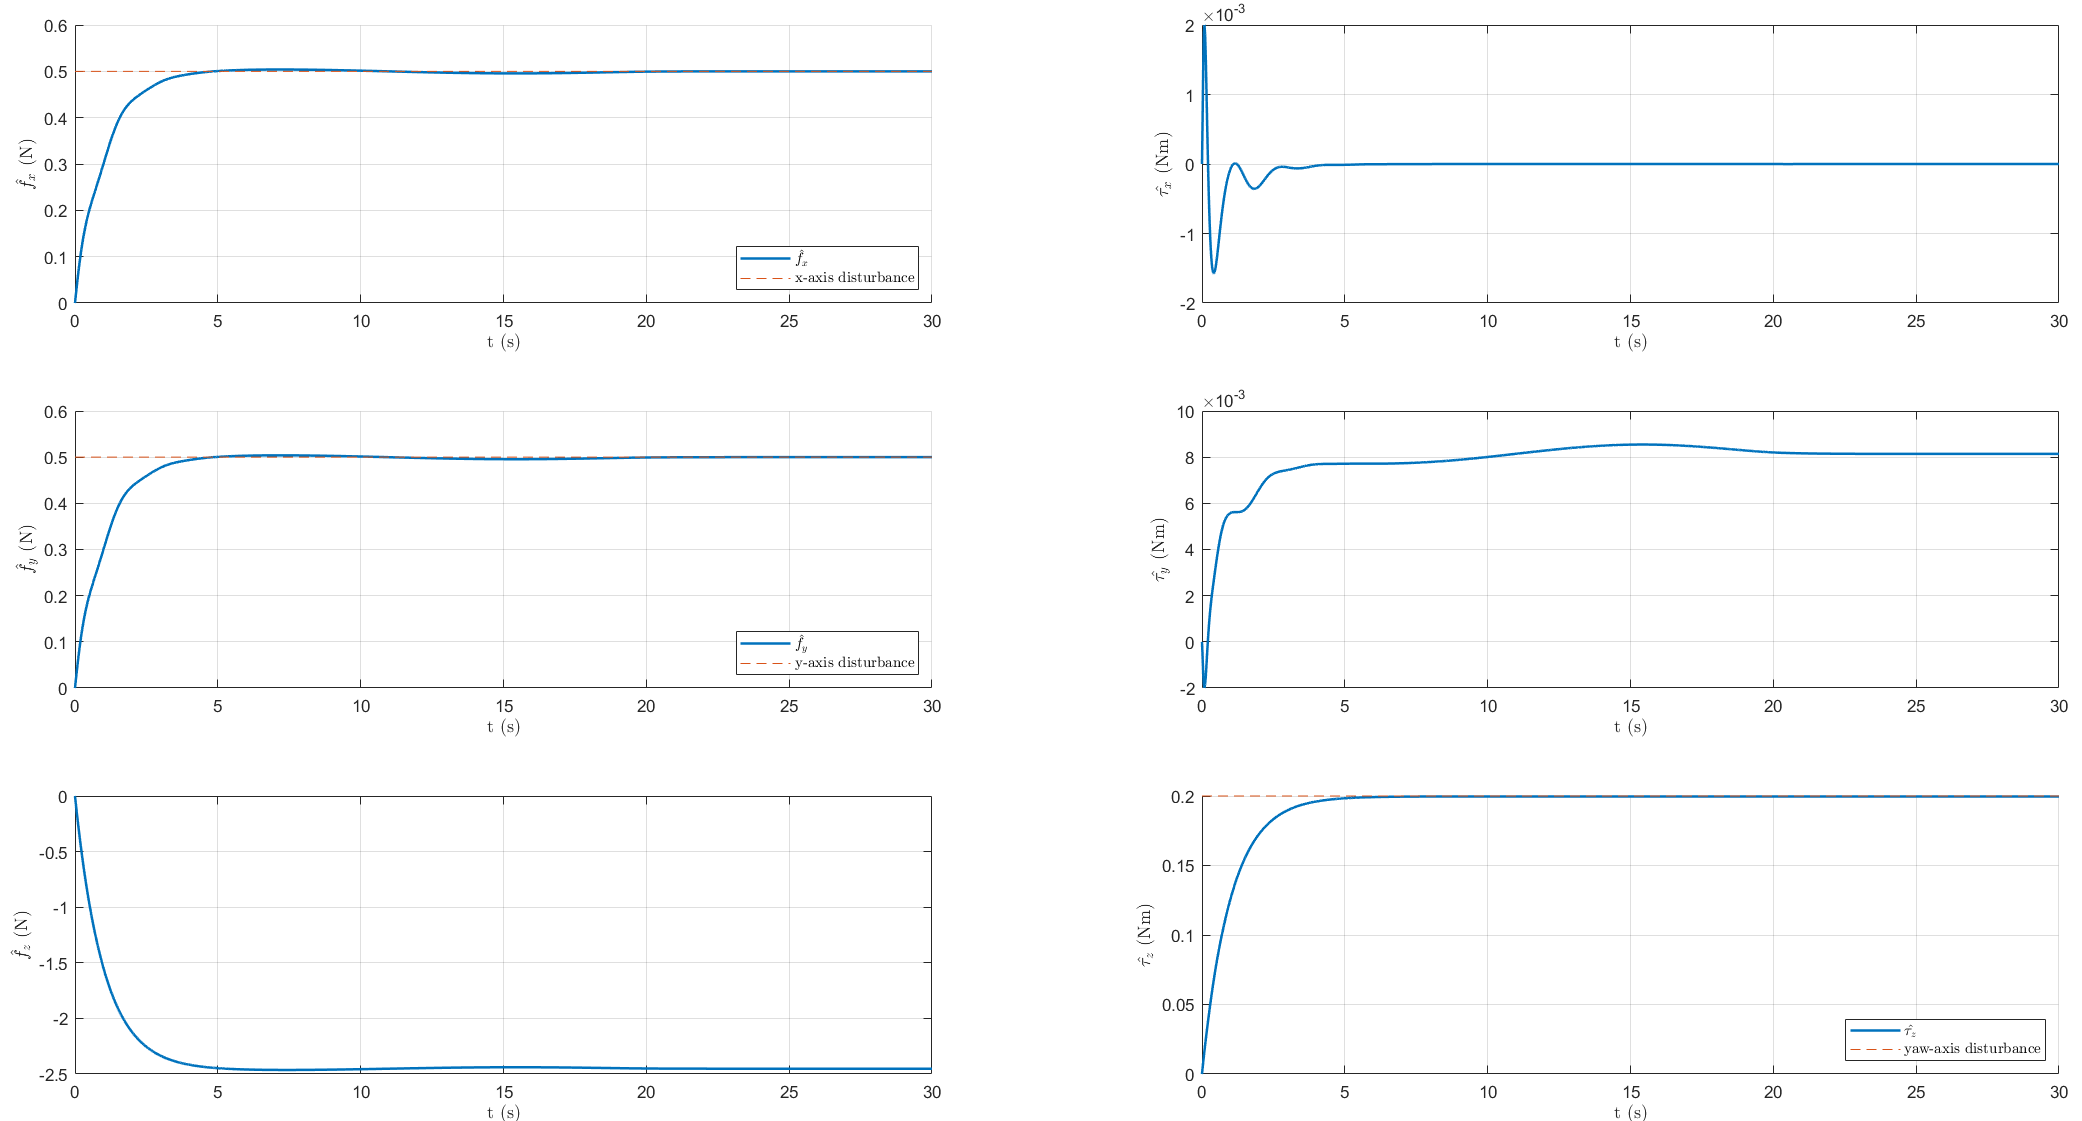 0.6
0.5
0.4
0.3
0.2
0.1
0
f̂x (N)
0 5 10 15 20 25 30
t (s)
f̂x
x-axis disturbance
×10-3
2
1
0
-1
-2
τ̂x (Nm)
0 5 10 15 20 25 30
t (s)
0.6
0.5
0.4
0.3
0.2
0.1
0
f̂y (N)
0 5 10 15 20 25 30
t (s)
f̂y
y-axis disturbance
×10-3
10
8
6
4
2
0
-2
τ̂y (Nm)
0 5 10 15 20 25 30
t (s)
0
-0.5
-1
-1.5
-2
-2.5
f̂z (N)
0 5 10 15 20 25 30
t (s)
0.2
0.15
0.1
0.05
0
τ̂z (Nm)
0 5 10 15 20 25 30
t (s)
τ̂z
yaw-axis disturbance